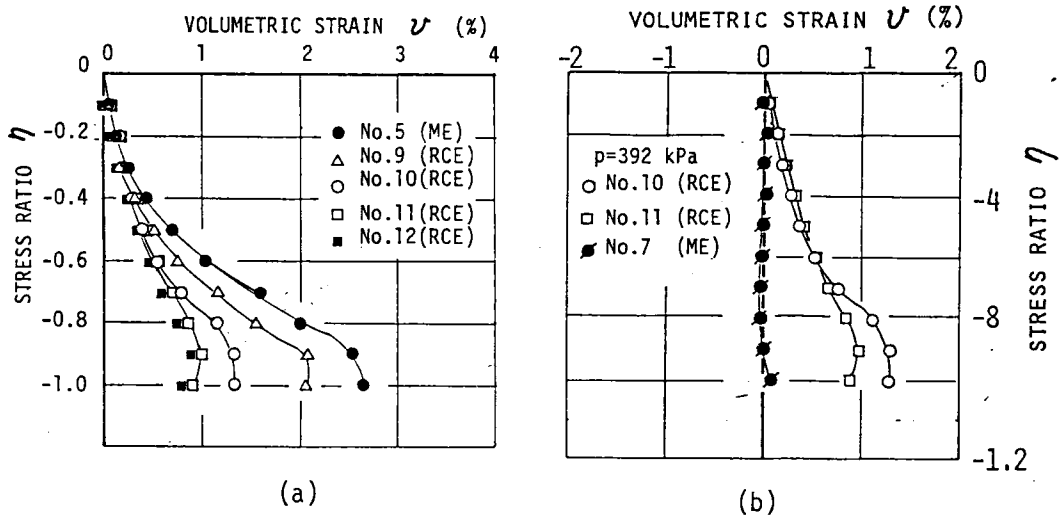 VOLUMETRIC STRAIN υ (%)
0 1 2 3 4
0
-0.2
-0.4
-0.6
-0.8
-1.0
STRESS RATIO η
No.5 (ME)
No.9 (RCE)
No.10(RCE)
No.11(RCE)
No.12(RCE)
(a)
VOLUMETRIC STRAIN υ (%)
-2 -1 0 1 2
0
-4
-8
-1.2
STRESS RATIO η
p=392 kPa
No.10 (RCE)
No.11 (RCE)
No.7 (ME)
(b)